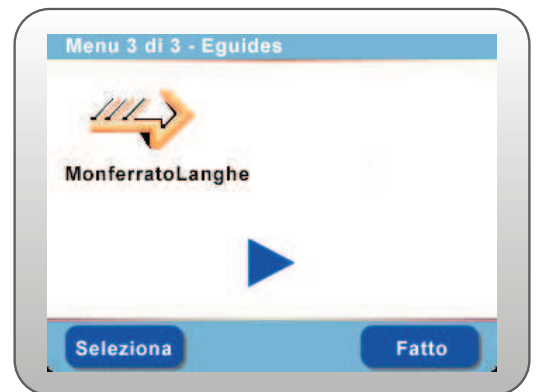 Menu 3 di 3 - Eguides
MonferratoLanghe
Seleziona
Fatto